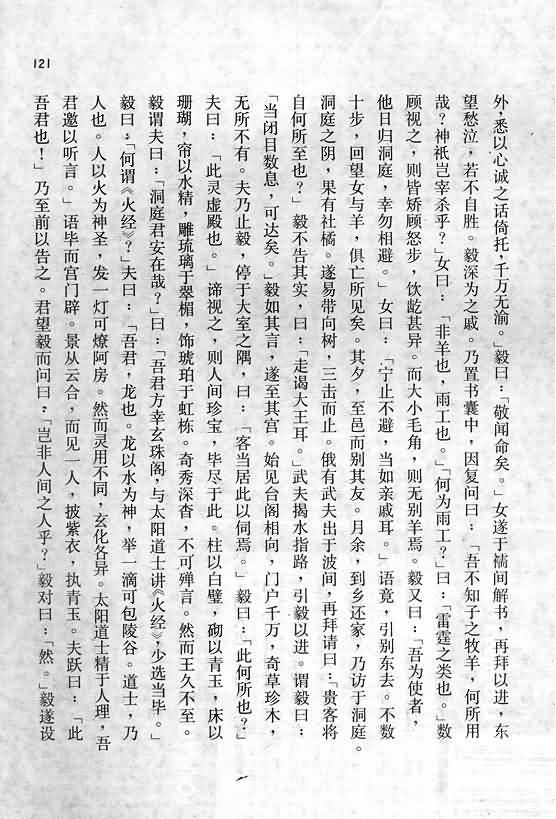 121
外,悉以心诚之话倚托,千万无渝。」毅曰:「敬闻命矣。」女遂于襦间解书,再拜以进,东
望愁泣,若不自胜。毅深为之戚。乃置书囊中,因复问曰:「吾不知子之牧羊,何所用
哉?神祇岂宰杀乎?」女曰:「非羊也,雨工也。」「何为雨工?」曰:「雷霆之类也。」数
顾视之,则皆矫顾怒步,饮龁甚异。而大小毛角,则无别羊焉。毅又曰:「吾为使者,
他日归洞庭,幸勿相避。」女曰:「宁止不避,当如亲戚耳。」语竟,引别东去。不数
十步,回望女与羊,俱亡所见矣。其夕,至邑而别其友。月余,到乡还家,乃访于洞庭。
洞庭之阴,果有社橘。遂易带向树,三击而止。俄有武夫出于波间,再拜请曰:「贵客将
自何所至也?」毅不告其实,曰:「走谒大王耳。」武夫揭水指路,引毅以进。谓毅曰:
「当闭目数息,可达矣。」毅如其言,遂至其宫。始见台阁相向,门户千万,奇草珍木,
无所不有。夫乃止毅,停于大室之隅,曰:「客当居此以伺焉。」毅曰:「此何所也?」
夫曰:「此灵虚殿也。」谛视之,则人间珍宝,毕尽于此。柱以白璧,砌以青玉,床以
珊瑚,帘以水精,雕琉璃于翠楣,饰琥珀于虹栋。奇秀深杳,不可殚言。然而王久不至。
毅谓夫曰:「洞庭君安在哉?」曰:「吾君方幸玄珠阁,与太阳道士讲《火经》,少选当毕。」
毅曰:「何谓《火经》?」夫曰:「吾君,龙也。龙以水为神,举一滴可包陵谷。道士,乃
人也。人以火为神圣,发一灯可燎阿房。然而灵用不同,玄化各异。太阳道士精于人理,吾
君邀以听言。」语毕而宫门辟。景从云合,而见一人,披紫衣,执青玉。夫跃曰:「此
吾君也!」乃至前以告之。君望毅而问曰:「岂非人间之人乎?」毅对曰:「然。」毅遂设